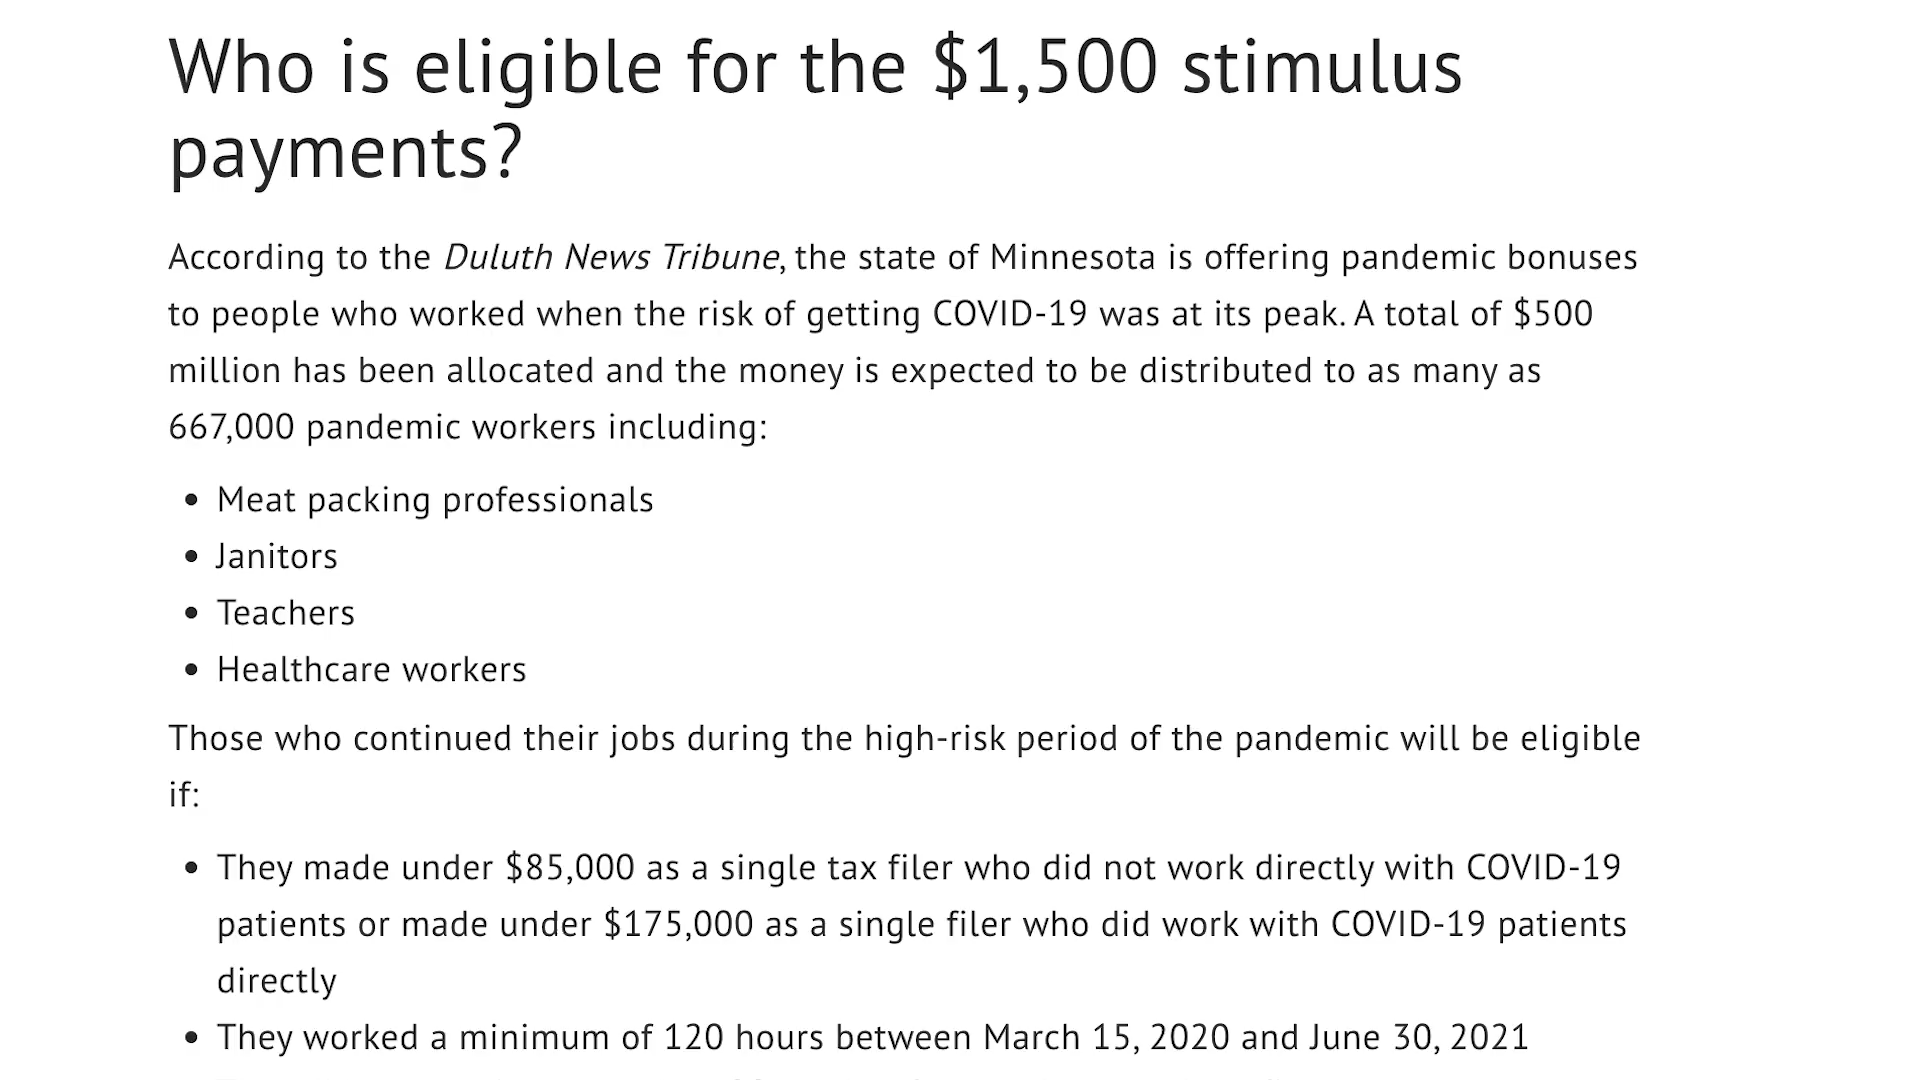 Who is eligible for the $1,500 stimulus
payments?
According to the Duluth News Tribune, the state of Minnesota is offering pandemic bonuses
to people who worked when the risk of getting COVID-19 was at its peak. A total of $500
million has been allocated and the money is expected to be distributed to as many as
667,000 pandemic workers including:
• Meat packing professionals
• Janitors
• Teachers
• Healthcare workers
Those who continued their jobs during the high-risk period of the pandemic will be eligible
if:
• They made under $85,000 as a single tax filer who did not work directly with COVID-19
patients or made under $175,000 as a single filer who did work with COVID-19 patients
directly
• They worked a minimum of 120 hours between March 15, 2020 and June 30, 2021